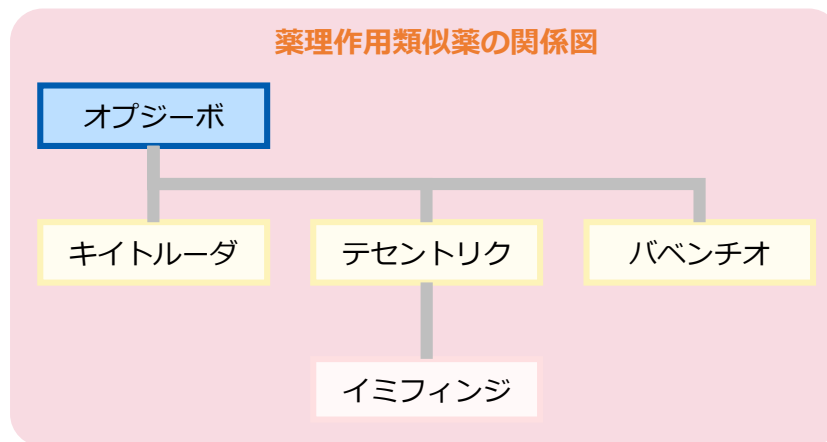 薬理作用類似薬の関係図
オプジーボ
キイトルーダ
テセントリク
バベンチオ
イミフィンジ